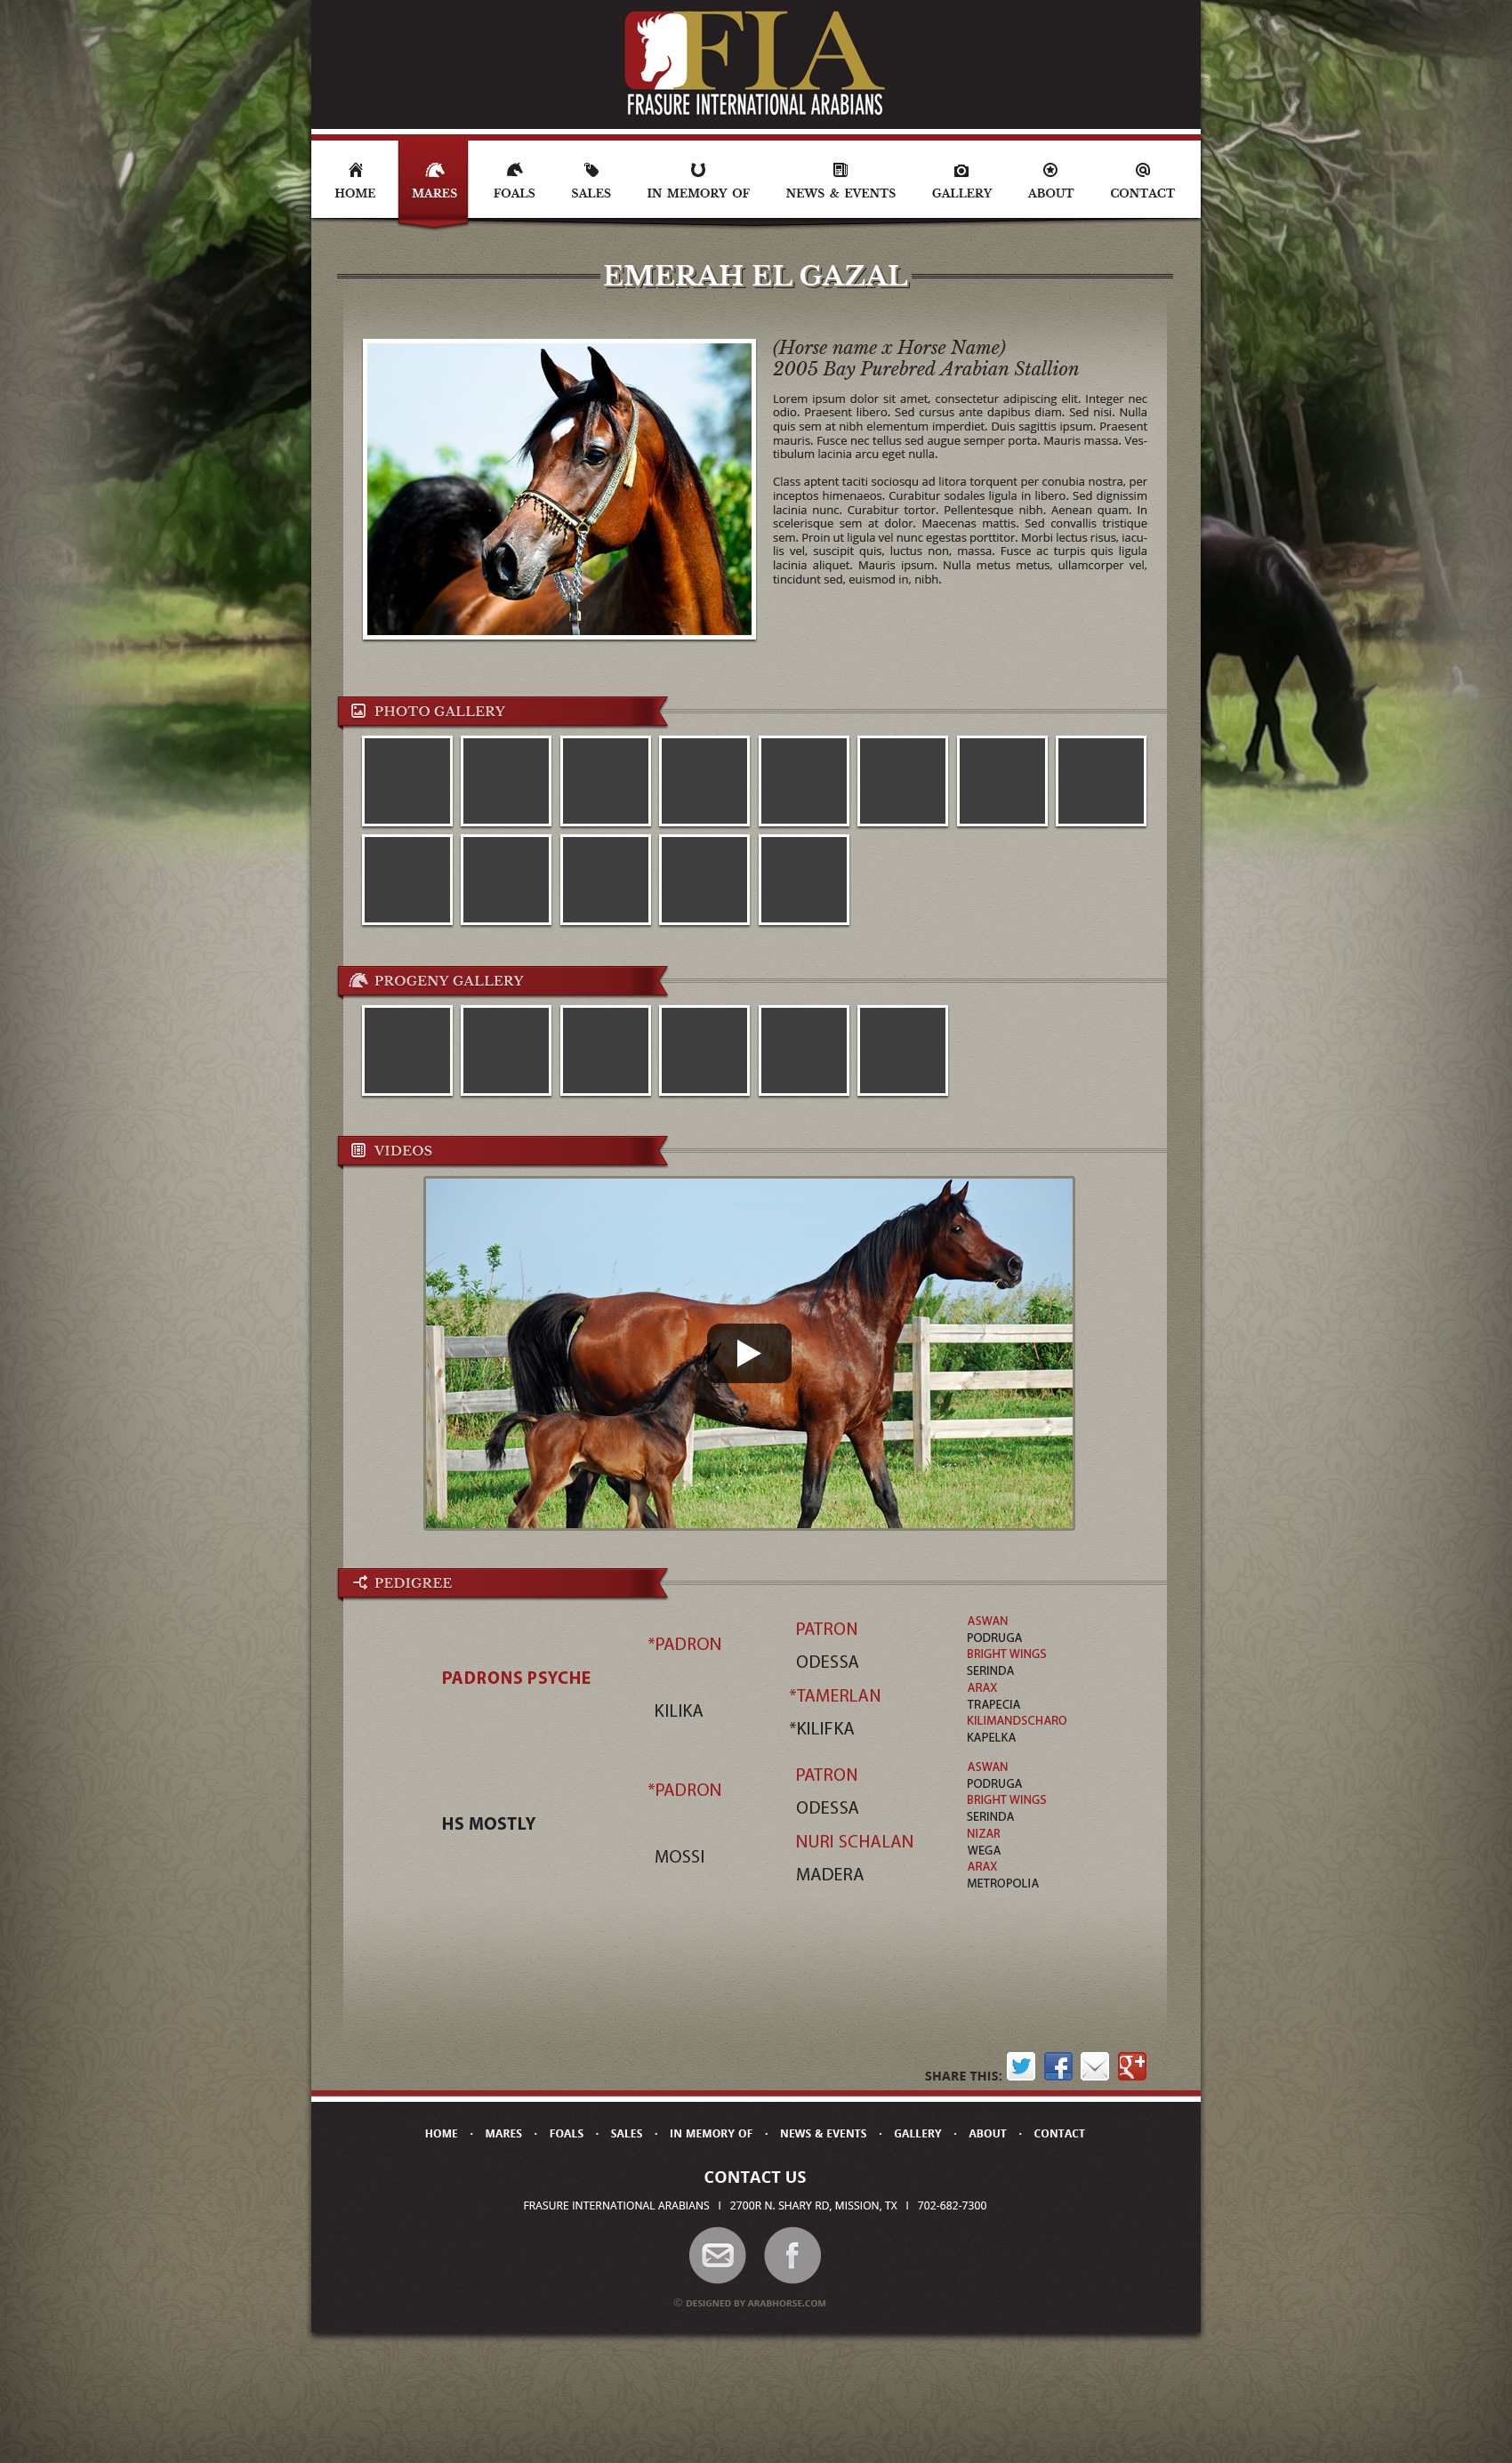 FIA
FRASURE INTERNATIONAL ARABIANS
HOME
MARES
FOALS
SALES
IN MEMORY OF
NEWS & EVENTS
GALLERY
ABOUT
CONTACT
EMERAH EL GAZAL
(Horse name x Horse Name)
2005 Bay Purebred Arabian Stallion
Lorem ipsum dolor sit amet, consectetur adipiscing elit. Integer nec
odio. Praesent libero. Sed cursus ante dapibus diam. Sed nisi. Nulla
quis sem at nibh elementum imperdiet. Duis sagittis ipsum. Praesent
mauris. Fusce nec tellus sed augue semper porta. Mauris massa. Ves-
tibulum lacinia arcu eget nulla.
Class aptent taciti sociosqu ad litora torquent per conubia nostra, per
inceptos himenaeos. Curabitur sodales ligula in libero. Sed dignissim
lacinia nunc. Curabitur tortor. Pellentesque nibh. Aenean quam. In
scelerisque sem at dolor. Maecenas mattis. Sed convallis tristique
sem. Proin ut ligula vel nunc egestas porttitor. Morbi lectus risus, iacu-
lis vel, suscipit quis, luctus non, massa. Fusce ac turpis quis ligula
lacinia aliquet. Mauris ipsum. Nulla metus metus, ullamcorper vel,
tincidunt sed, euismod in, nibh.
PHOTO GALLERY
PROGENY GALLERY
VIDEOS
PEDIGREE
PADRONS PSYCHE
*PADRON
KILIKA
PATRON
ODESSA
*TAMERLAN
*KILIFKA
ASWAN
PODRUGA
BRIGHT WINGS
SERINDA
ARAX
TRAPECIA
KILIMANDSCHARO
KAPELKA
HS MOSTLY
*PADRON
MOSSI
PATRON
ODESSA
NURI SCHALAN
MADERA
ASWAN
PODRUGA
BRIGHT WINGS
SERINDA
NIZAR
WEGA
ARAX
METROPOLIA
SHARE THIS:
HOME · MARES · FOALS · SALES · IN MEMORY OF · NEWS & EVENTS · GALLERY · ABOUT · CONTACT
CONTACT US
FRASURE INTERNATIONAL ARABIANS I 2700R N. SHARY RD, MISSION, TX I 702-682-7300
© DESIGNED BY ARABHORSE.COM